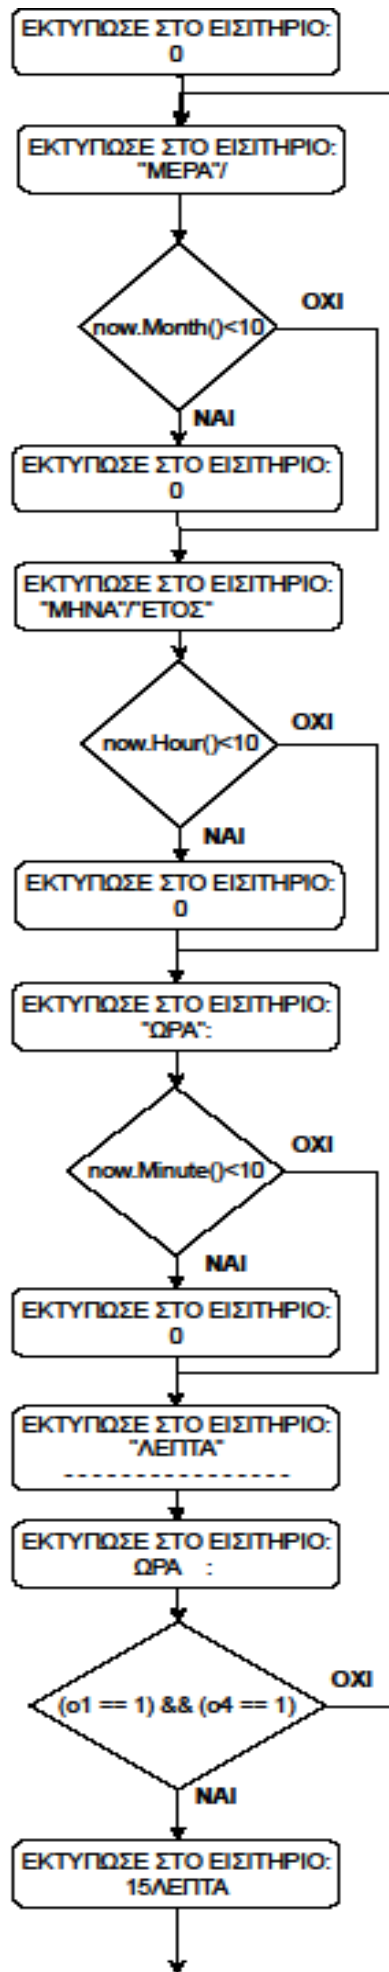 ΕΚΤΥΠΩΣΕ ΣΤΟ ΕΙΣΙΤΗΡΙΟ:
0
ΕΚΤΥΠΩΣΕ ΣΤΟ ΕΙΣΙΤΗΡΙΟ:
"ΜΕΡΑ"/
now.Month()<10
ΟΧΙ
ΝΑΙ
ΕΚΤΥΠΩΣΕ ΣΤΟ ΕΙΣΙΤΗΡΙΟ:
0
ΕΚΤΥΠΩΣΕ ΣΤΟ ΕΙΣΙΤΗΡΙΟ:
"ΜΗΝΑ"/"ΕΤΟΣ"
now.Hour()<10
ΟΧΙ
ΝΑΙ
ΕΚΤΥΠΩΣΕ ΣΤΟ ΕΙΣΙΤΗΡΙΟ:
0
ΕΚΤΥΠΩΣΕ ΣΤΟ ΕΙΣΙΤΗΡΙΟ:
"ΩΡΑ":
now.Minute()<10
ΟΧΙ
ΝΑΙ
ΕΚΤΥΠΩΣΕ ΣΤΟ ΕΙΣΙΤΗΡΙΟ:
0
ΕΚΤΥΠΩΣΕ ΣΤΟ ΕΙΣΙΤΗΡΙΟ:
"ΛΕΠΤΑ"
- - - - - - - - - - - - - - - -
ΕΚΤΥΠΩΣΕ ΣΤΟ ΕΙΣΙΤΗΡΙΟ:
ΩΡΑ :
(o1 == 1) && (o4 == 1)
ΟΧΙ
ΝΑΙ
ΕΚΤΥΠΩΣΕ ΣΤΟ ΕΙΣΙΤΗΡΙΟ:
15ΛΕΠΤΑ